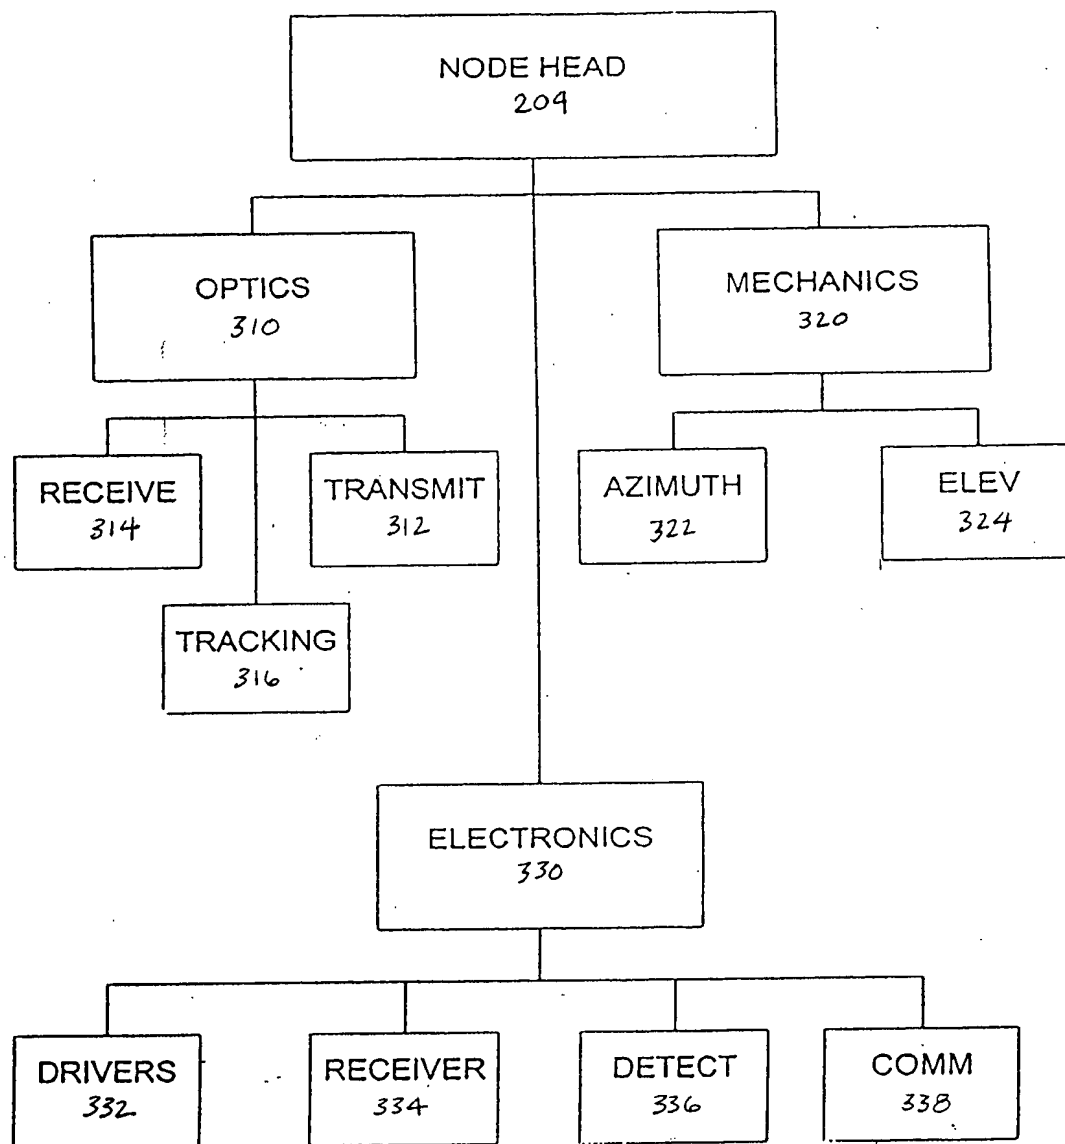 NODE HEAD
209
OPTICS
310
MECHANICS
320
RECEIVE
314
TRANSMIT
312
AZIMUTH
322
ELEV
324
TRACKING
316
ELECTRONICS
330
DRIVERS
332
RECEIVER
334
DETECT
336
COMM
338